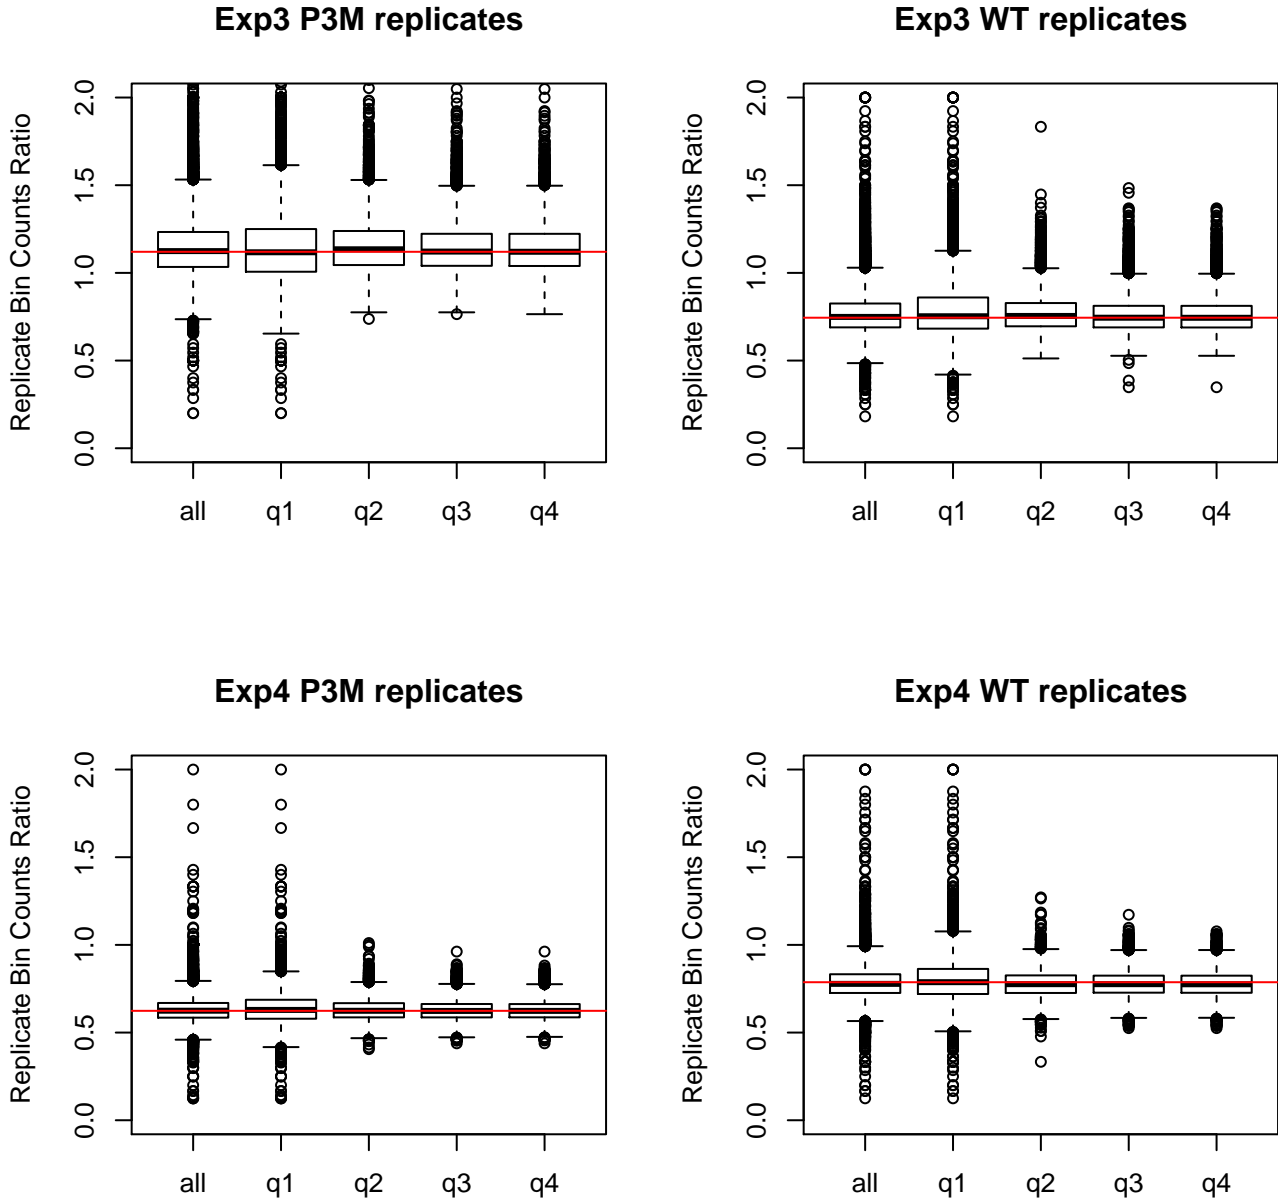 Exp3 P3M replicates
Replicate Bin Counts Ratio
2.0
1.5
1.0
0.5
0.0
all q1 q2 q3 q4
Exp3 WT replicates
Replicate Bin Counts Ratio
2.0
1.5
1.0
0.5
0.0
all q1 q2 q3 q4
Exp4 P3M replicates
Replicate Bin Counts Ratio
2.0
1.5
1.0
0.5
0.0
all q1 q2 q3 q4
Exp4 WT replicates
Replicate Bin Counts Ratio
2.0
1.5
1.0
0.5
0.0
all q1 q2 q3 q4